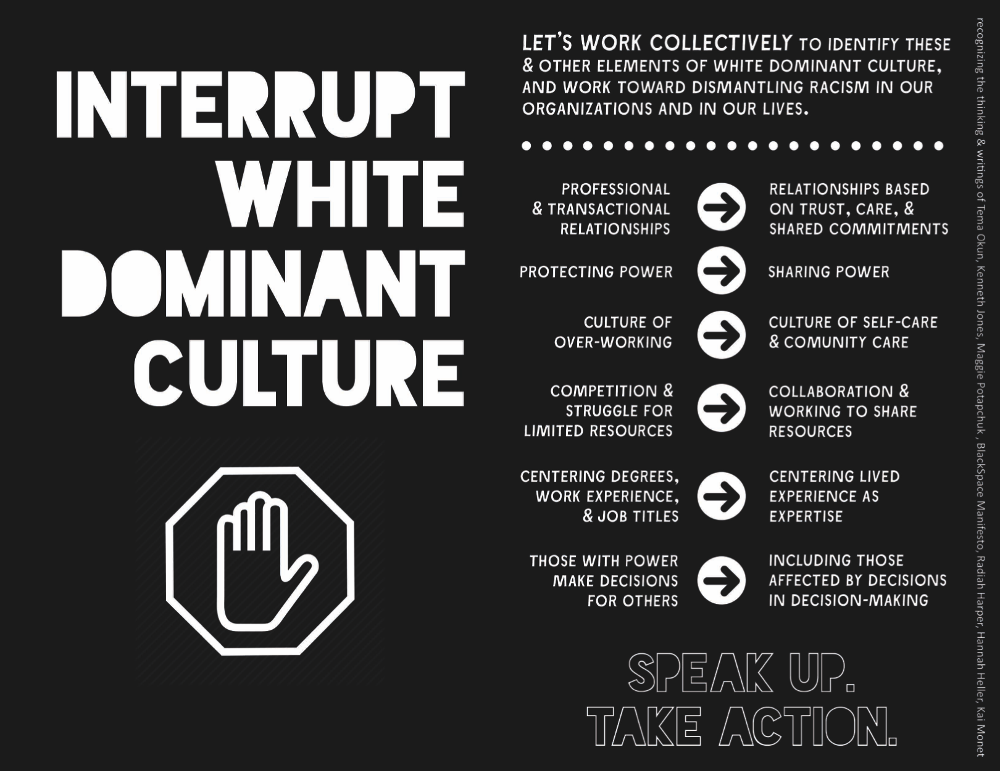 INTERRUPT
WHITE
DOMINANT
CULTURE
LET'S WORK COLLECTIVELY TO IDENTIFY THESE
& OTHER ELEMENTS OF WHITE DOMINANT CULTURE,
AND WORK TOWARD DISMANTLING RACISM IN OUR
ORGANIZATIONS AND IN OUR LIVES.
PROFESSIONAL
& TRANSACTIONAL
RELATIONSHIPS
RELATIONSHIPS BASED
ON TRUST, CARE, &
SHARED COMMITMENTS
PROTECTING POWER
SHARING POWER
CULTURE OF
OVER-WORKING
CULTURE OF SELF-CARE
& COMUNITY CARE
COMPETITION &
STRUGGLE FOR
LIMITED RESOURCES
COLLABORATION &
WORKING TO SHARE
RESOURCES
CENTERING DEGREES,
WORK EXPERIENCE,
& JOB TITLES
CENTERING LIVED
EXPERIENCE AS
EXPERTISE
THOSE WITH POWER
MAKE DECISIONS
FOR OTHERS
INCLUDING THOSE
AFFECTED BY DECISIONS
IN DECISION-MAKING
SPEAK UP.
TAKE ACTION.
recognizing the thinking & writings of Tema Okun, Kenneth Jones, Maggie Potapchuk , BlackSpace Manifesto, Radiah Harper, Hannah Heller, Kai Monet